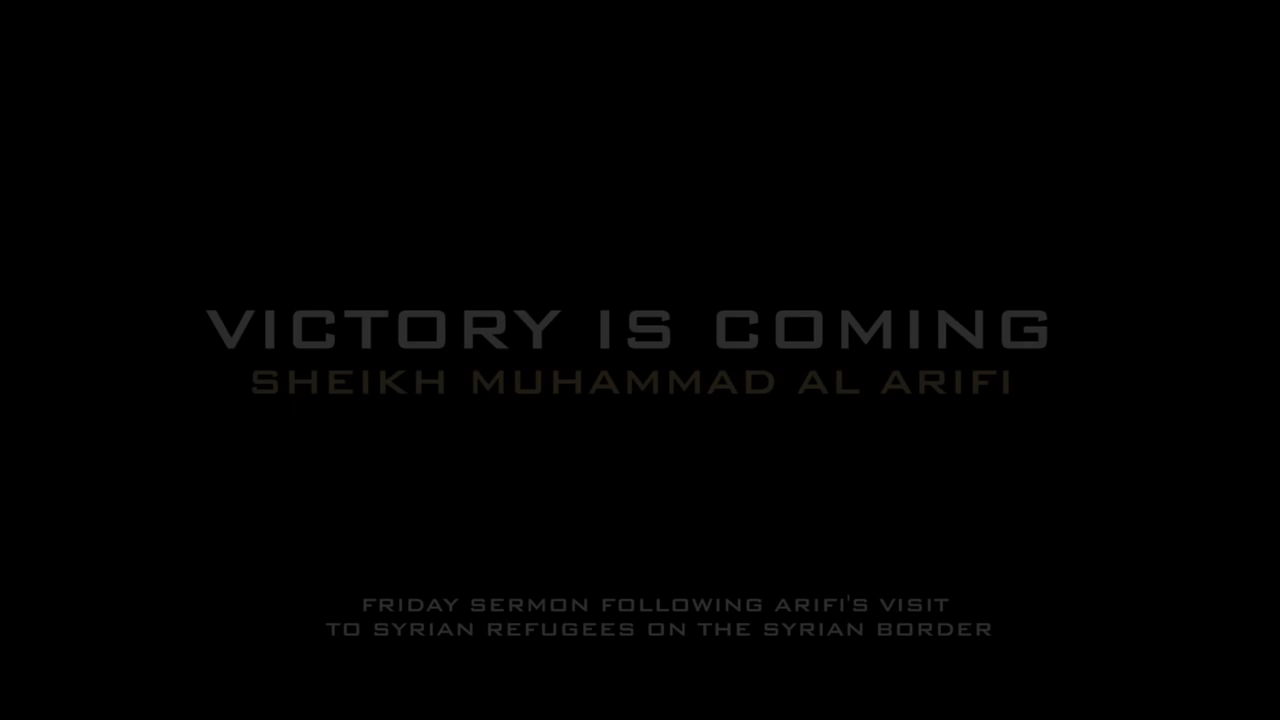 VICTORY IS COMING
SHEIKH MUHAMMAD AL ARIFI
FRIDAY SERMON FOLLOWING ARIFI'S VISIT
TO SYRIAN REFUGEES ON THE SYRIAN BORDER